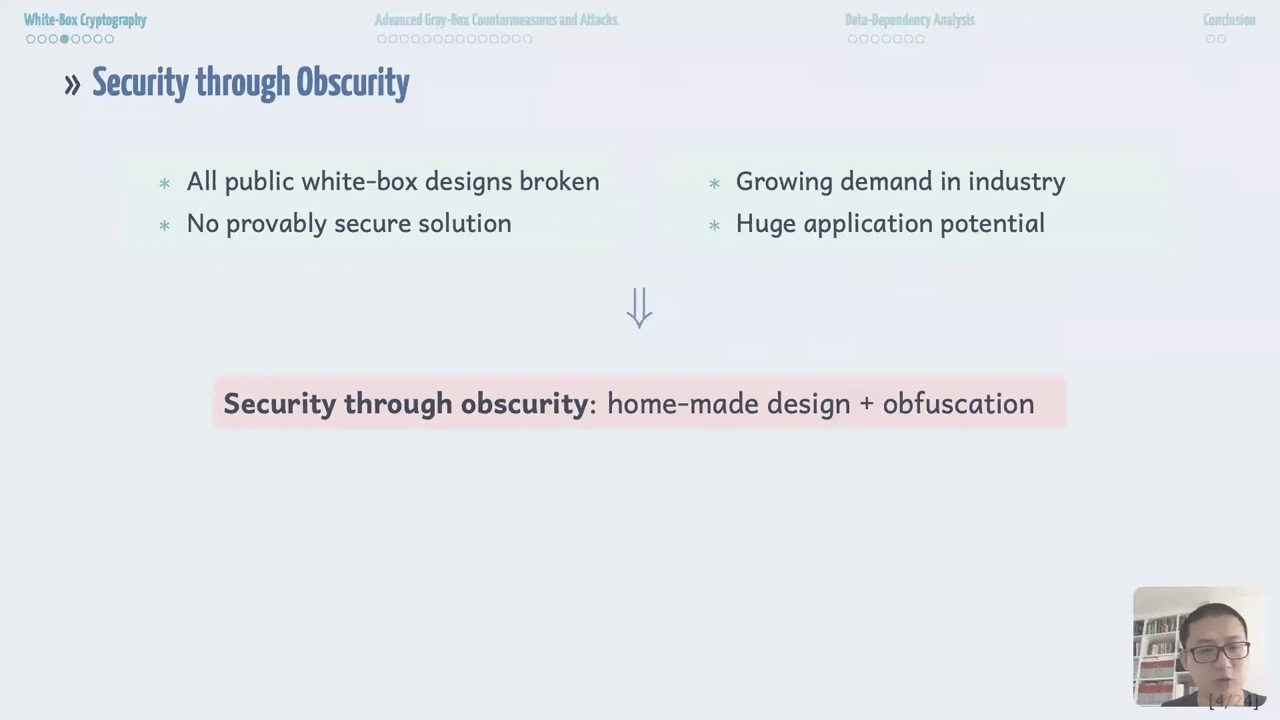 White-Box Cryptography
Advanced Gray-Box Countermeasures and Attacks
Data-Dependency Analysis
Conclusion
» Security through Obscurity
* All public white-box designs broken
* No provably secure solution
* Growing demand in industry
* Huge application potential
⇓
Security through obscurity: home-made design + obfuscation
[4/24]